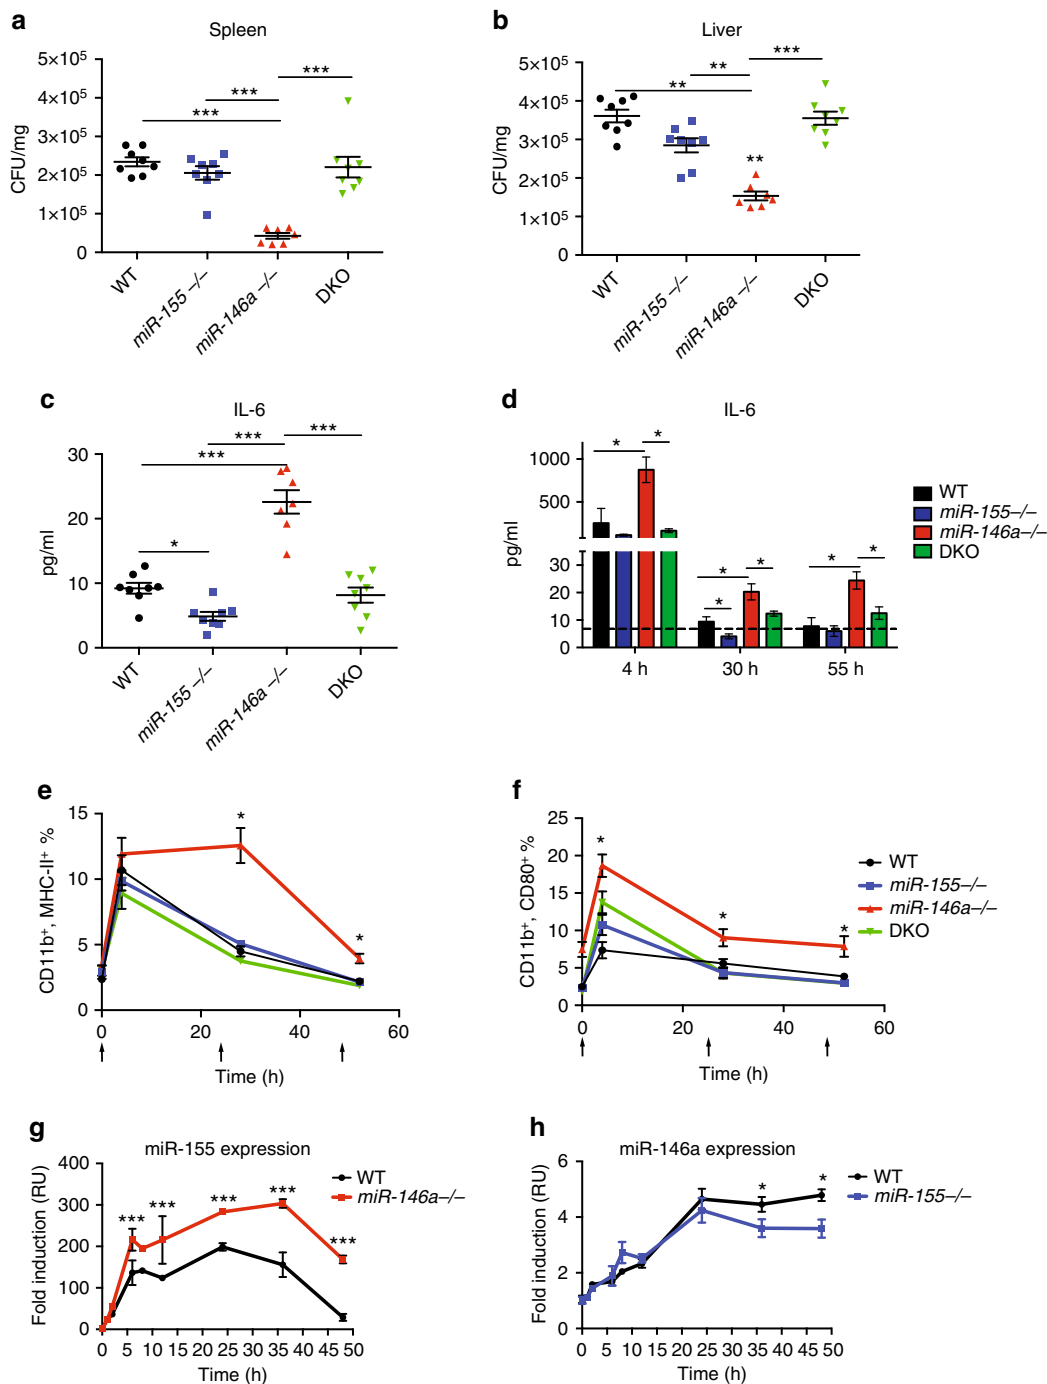 a
Spleen
***
***
***
CFU/mg
5×10⁵
4×10⁵
3×10⁵
2×10⁵
1×10⁵
0
WT
miR-155 –/–
miR-146a –/–
DKO
b
Liver
***
**
**
**
CFU/mg
5×10⁵
4×10⁵
3×10⁵
2×10⁵
1×10⁵
0
WT
miR-155 –/–
miR-146a –/–
DKO
c
IL-6
***
***
***
*
pg/ml
30
20
10
0
WT
miR-155 –/–
miR-146a –/–
DKO
d
IL-6
* *
* * *
* *
pg/ml
1000
500
30
20
10
0
4 h 30 h 55 h
WT
miR-155–/–
miR-146a–/–
DKO
e
CD11b⁺, MHC-II⁺ %
15
10
5
0
* *
0 20 40 60
Time (h)
f
CD11b⁺, CD80⁺ %
25
20
15
10
5
0
* * *
0 20 40 60
Time (h)
WT
miR-155–/–
miR-146a–/–
DKO
g
miR-155 expression
Fold induction (RU)
400
300
200
100
0
*** *** *** *** ***
0 5 10 15 20 25 30 35 40 45 50
Time (h)
WT
miR-146a–/–
h
miR-146a expression
Fold induction (RU)
6
4
2
0
* *
0 5 10 15 20 25 30 35 40 45 50
Time (h)
WT
miR-155–/–